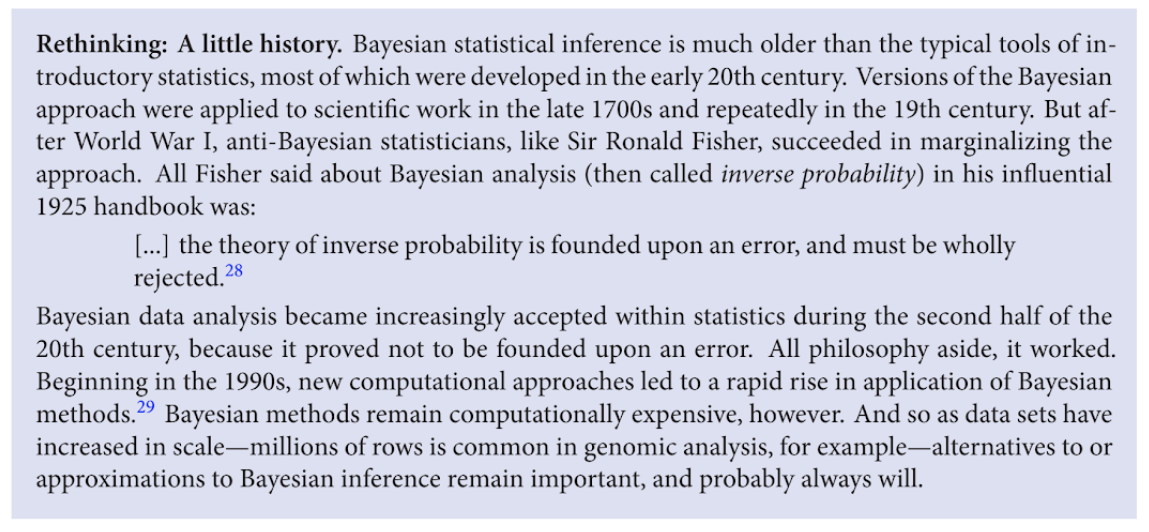 Rethinking: A little history. Bayesian statistical inference is much older than the typical tools of in-
troductory statistics, most of which were developed in the early 20th century. Versions of the Bayesian
approach were applied to scientific work in the late 1700s and repeatedly in the 19th century. But af-
ter World War I, anti-Bayesian statisticians, like Sir Ronald Fisher, succeeded in marginalizing the
approach. All Fisher said about Bayesian analysis (then called inverse probability) in his influential
1925 handbook was:
[...] the theory of inverse probability is founded upon an error, and must be wholly
rejected.28
Bayesian data analysis became increasingly accepted within statistics during the second half of the
20th century, because it proved not to be founded upon an error. All philosophy aside, it worked.
Beginning in the 1990s, new computational approaches led to a rapid rise in application of Bayesian
methods.29 Bayesian methods remain computationally expensive, however. And so as data sets have
increased in scale—millions of rows is common in genomic analysis, for example—alternatives to or
approximations to Bayesian inference remain important, and probably always will.